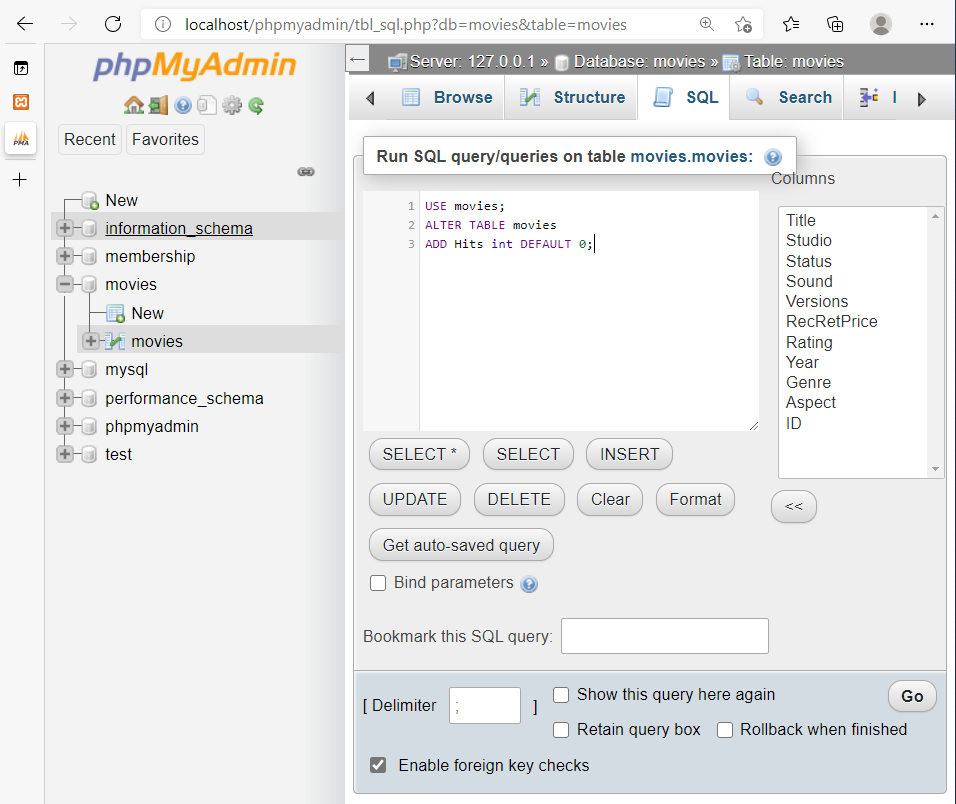 localhost/phpmyadmin/tbl_sql.php?db=movies&table=movies
phpMyAdmin
Recent
Favorites
New
information_schema
membership
movies
New
movies
mysql
performance_schema
phpmyadmin
test
PMA
Server: 127.0.0.1 » Database: movies » Table: movies
Browse
Structure
SQL
Search
I
Run SQL query/queries on table movies.movies:
1 USE movies;
2 ALTER TABLE movies
3 ADD Hits int DEFAULT 0;
Columns
Title
Studio
Status
Sound
Versions
RecRetPrice
Rating
Year
Genre
Aspect
ID
<<
SELECT *
SELECT
INSERT
UPDATE
DELETE
Clear
Format
Get auto-saved query
Bind parameters
Bookmark this SQL query:
[ Delimiter ; ]
Show this query here again
Go
Retain query box
Rollback when finished
Enable foreign key checks